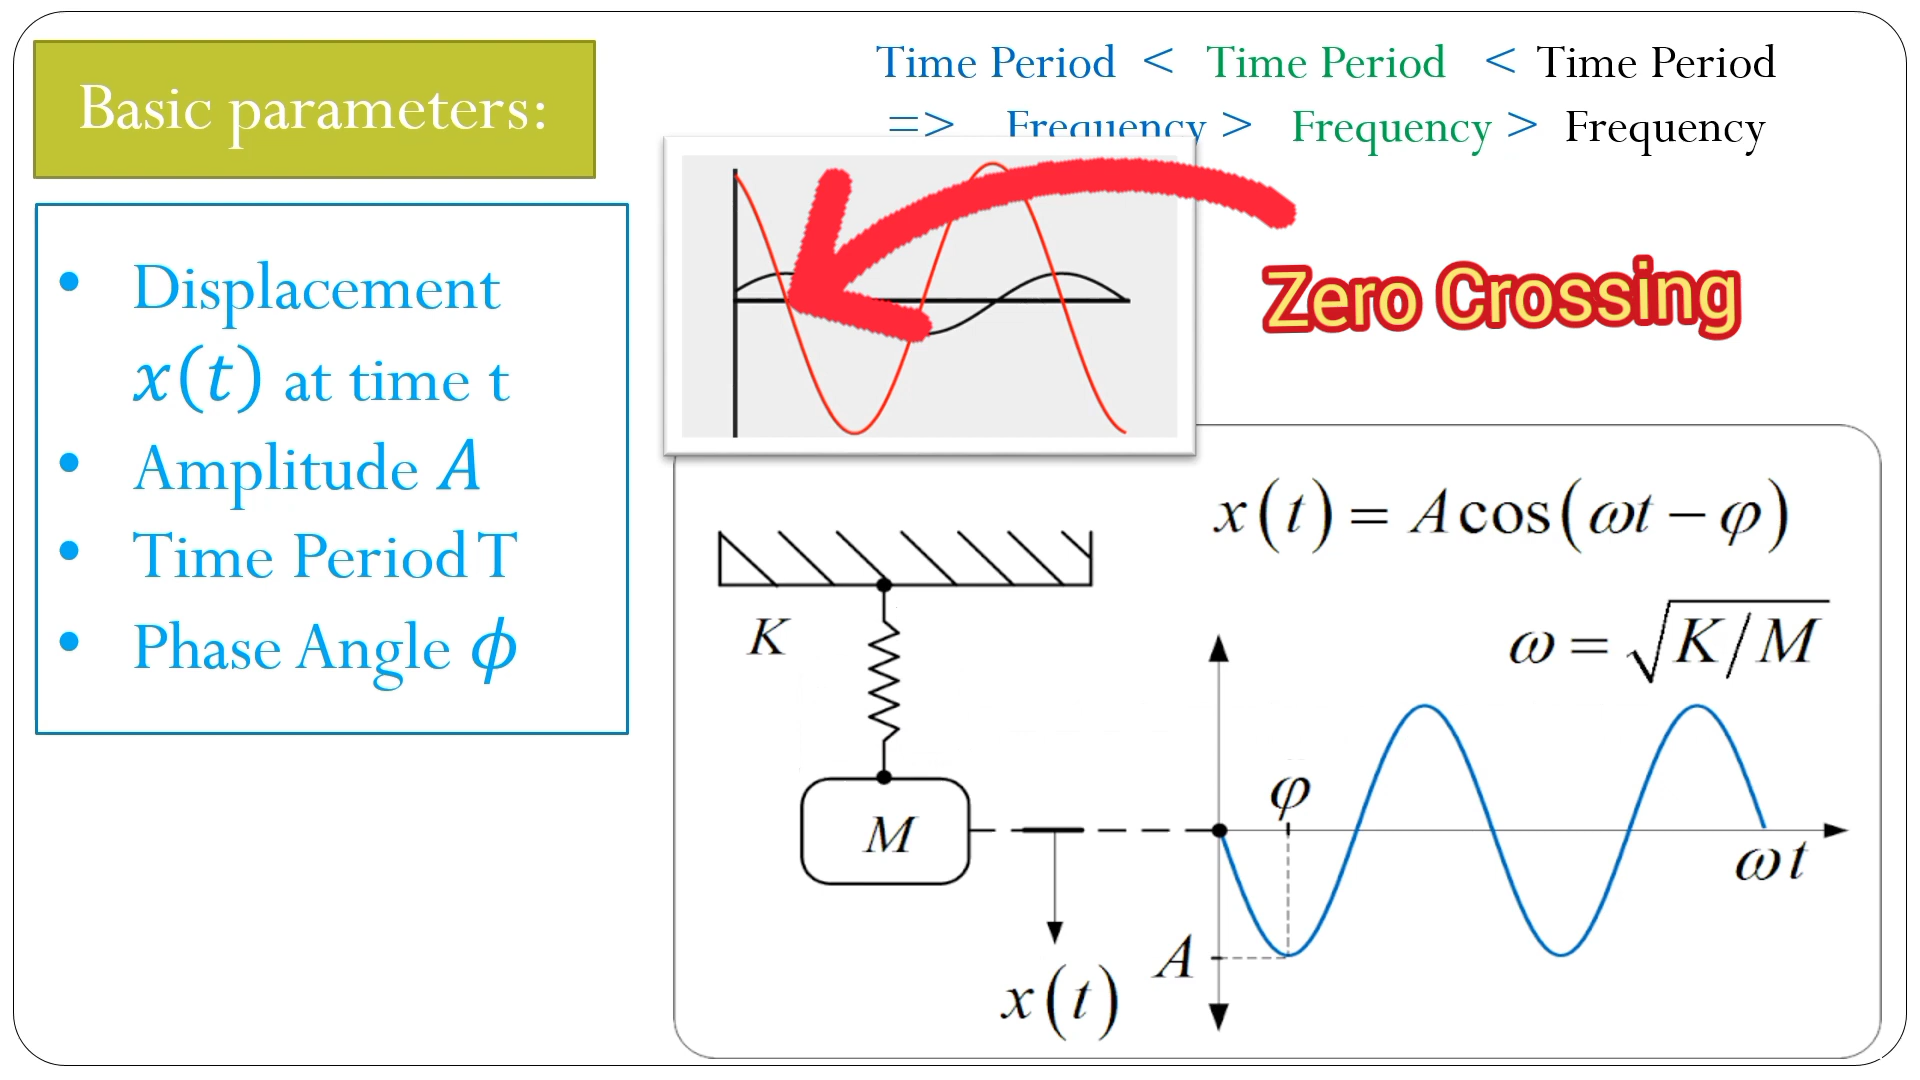 Basic parameters:
Time Period < Time Period < Time Period
=> Frequency > Frequency > Frequency
• Displacement
x(t) at time t
• Amplitude A
• Time Period T
• Phase Angle ϕ
Zero Crossing
x(t) = A cos(ωt − φ)
ω = √K/M
K
M
φ
ωt
A
x(t)